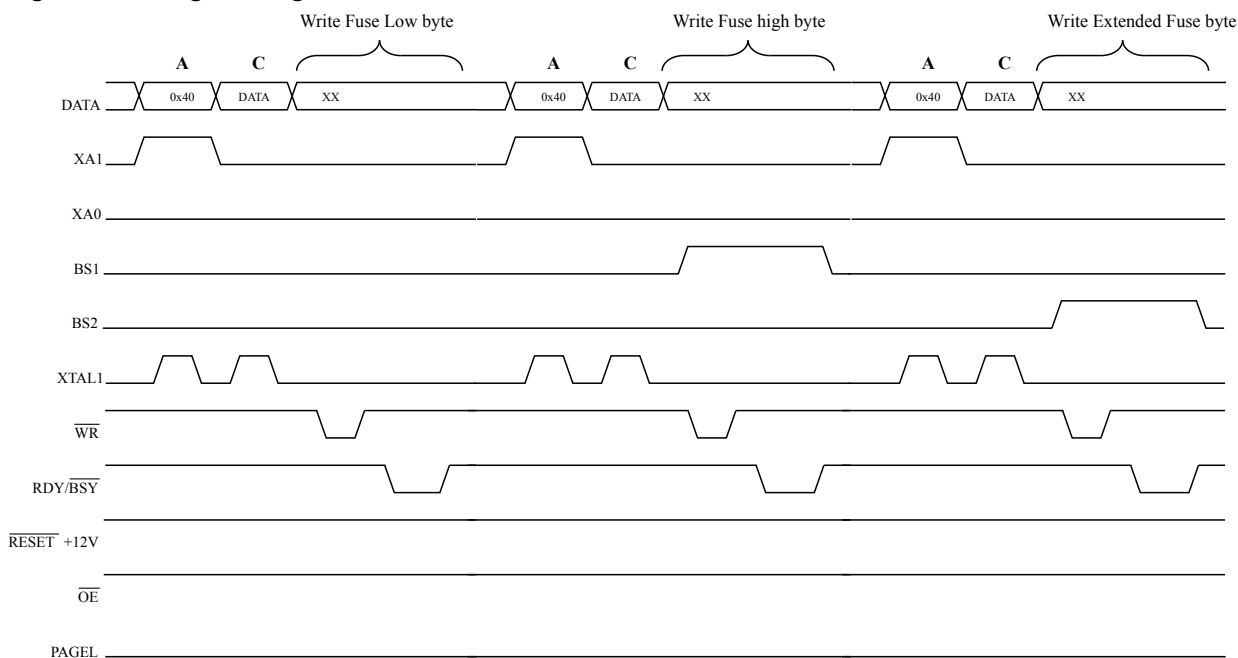 Write Fuse Low byte Write Fuse high byte Write Extended Fuse byte
A C A C A C
DATA 0x40 DATA XX 0x40 DATA XX 0x40 DATA XX
XA1
XA0
BS1
BS2
XTAL1
WR
RDY/BSY
RESET +12V
OE
PAGEL